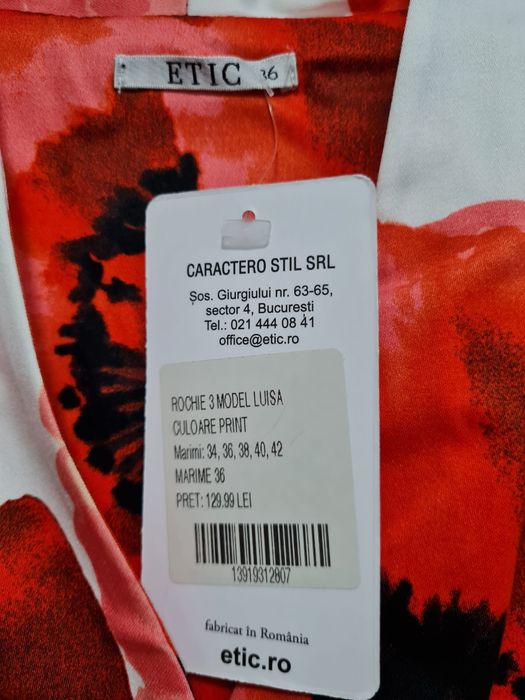 ETIC 36
CARACTERO STIL SRL
Șos. Giurgiului nr. 63-65,
sector 4, București
Tel.: 021 444 08 41
office@etic.ro
ROCHIE 3 MODEL LUISA
CULOARE PRINT
Marimi: 34, 36, 38, 40, 42
MARIME 36
PRET: 129.99 LEI
13919312807
fabricat în România
etic.ro